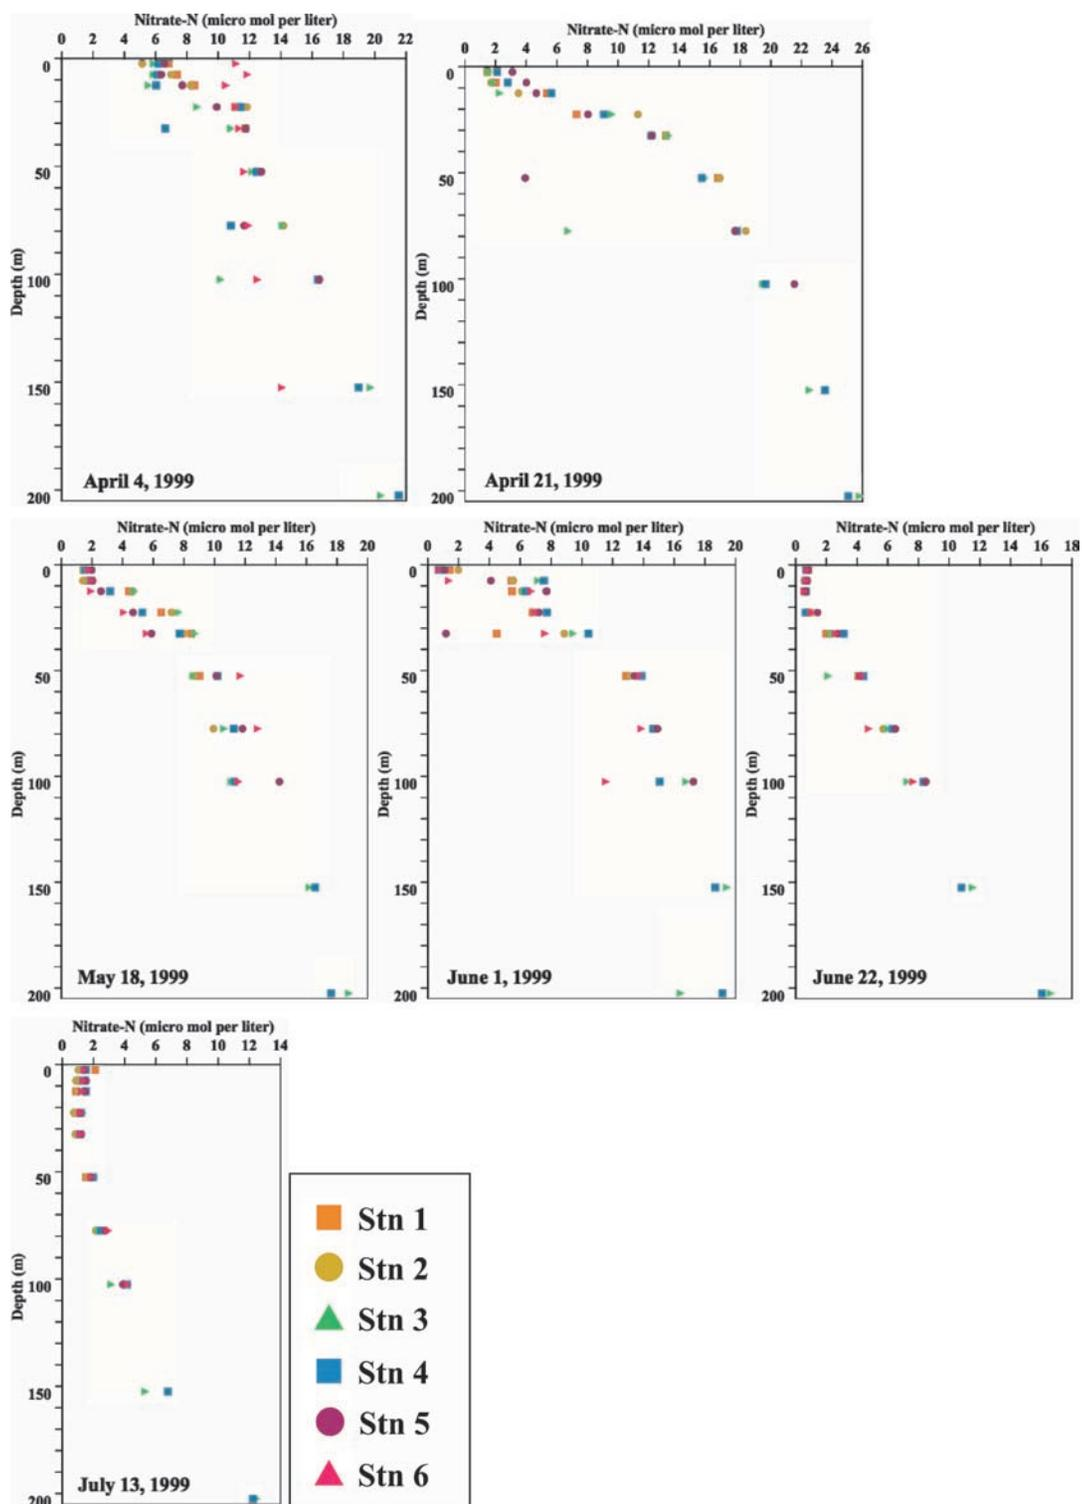 Nitrate-N (micro mol per liter)
0 2 4 6 8 10 12 14 16 18 20 22
0
50
100
150
200
Depth (m)
April 4, 1999
Nitrate-N (micro mol per liter)
0 2 4 6 8 10 12 14 16 18 20 22 24 26
0
50
100
150
200
Depth (m)
April 21, 1999
Nitrate-N (micro mol per liter)
0 2 4 6 8 10 12 14 16 18 20
0
50
100
150
200
Depth (m)
May 18, 1999
Nitrate-N (micro mol per liter)
0 2 4 6 8 10 12 14 16 18 20
0
50
100
150
200
Depth (m)
June 1, 1999
Nitrate-N (micro mol per liter)
0 2 4 6 8 10 12 14 16 18
0
50
100
150
200
Depth (m)
June 22, 1999
Nitrate-N (micro mol per liter)
0 2 4 6 8 10 12 14
0
50
100
150
200
Depth (m)
July 13, 1999
Stn 1
Stn 2
Stn 3
Stn 4
Stn 5
Stn 6